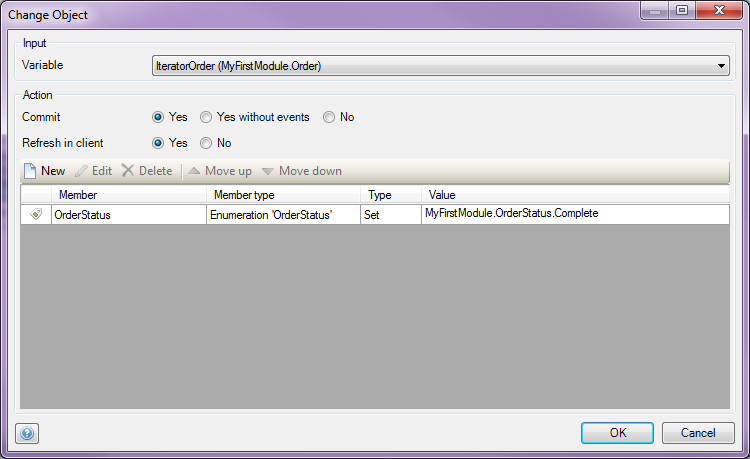 Change Object
Input
Variable IteratorOrder (MyFirstModule.Order)
Action
Commit Yes Yes without events No
Refresh in client Yes No
New Edit Delete Move up Move down
Member Member type Type Value
OrderStatus Enumeration 'OrderStatus' Set MyFirstModule.OrderStatus.Complete
OK Cancel